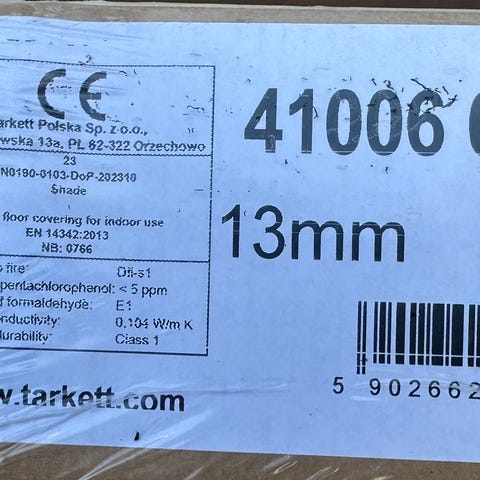 CE
arkett Polska Sp. z.o.o.,
wska 13a, PL 62-322 Orzechowo
23
N0190-0103-DoP-202310
Shade
floor covering for indoor use
EN 14342:2013
NB: 0766
o fire: Dfl-s1
pentachlorophenol: < 5 ppm
d formaldehyde: E1
onductivity: 0.104 W/m K
durability: Class 1
w.tarkett.com
41006
13mm
5 902662